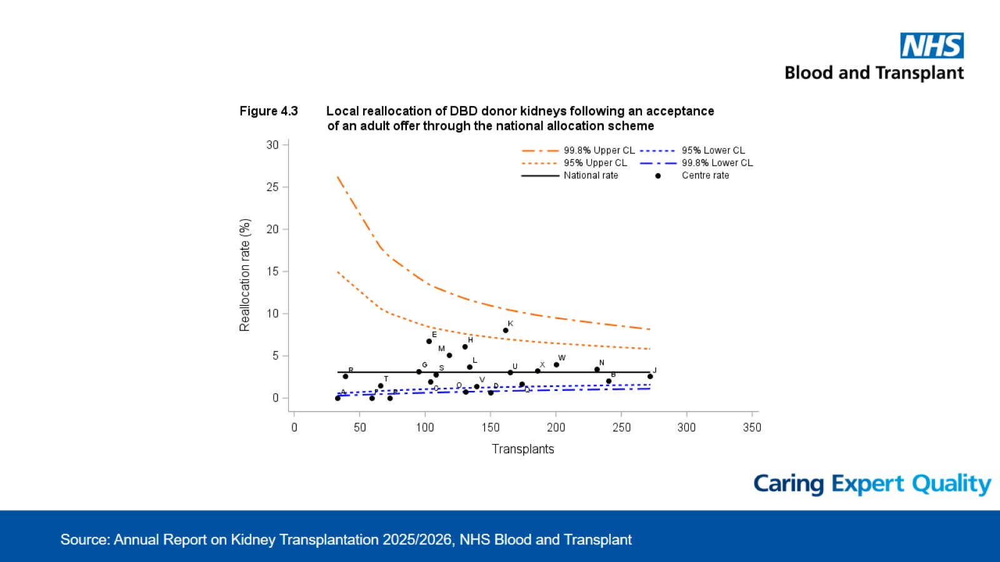 NHS
Blood and Transplant
Figure 4.3 Local reallocation of DBD donor kidneys following an acceptance
of an adult offer through the national allocation scheme
99.8% Upper CL 95% Lower CL
95% Upper CL 99.8% Lower CL
National rate Centre rate
Reallocation rate (%)
30
25
20
15
10
5
0
K
E
H
M
W
L
N
G
X
U
S
R
J
B
T
V
O
D
C
Q
A
F
P
0 50 100 150 200 250 300 350
Transplants
Caring Expert Quality
Source: Annual Report on Kidney Transplantation 2025/2026, NHS Blood and Transplant